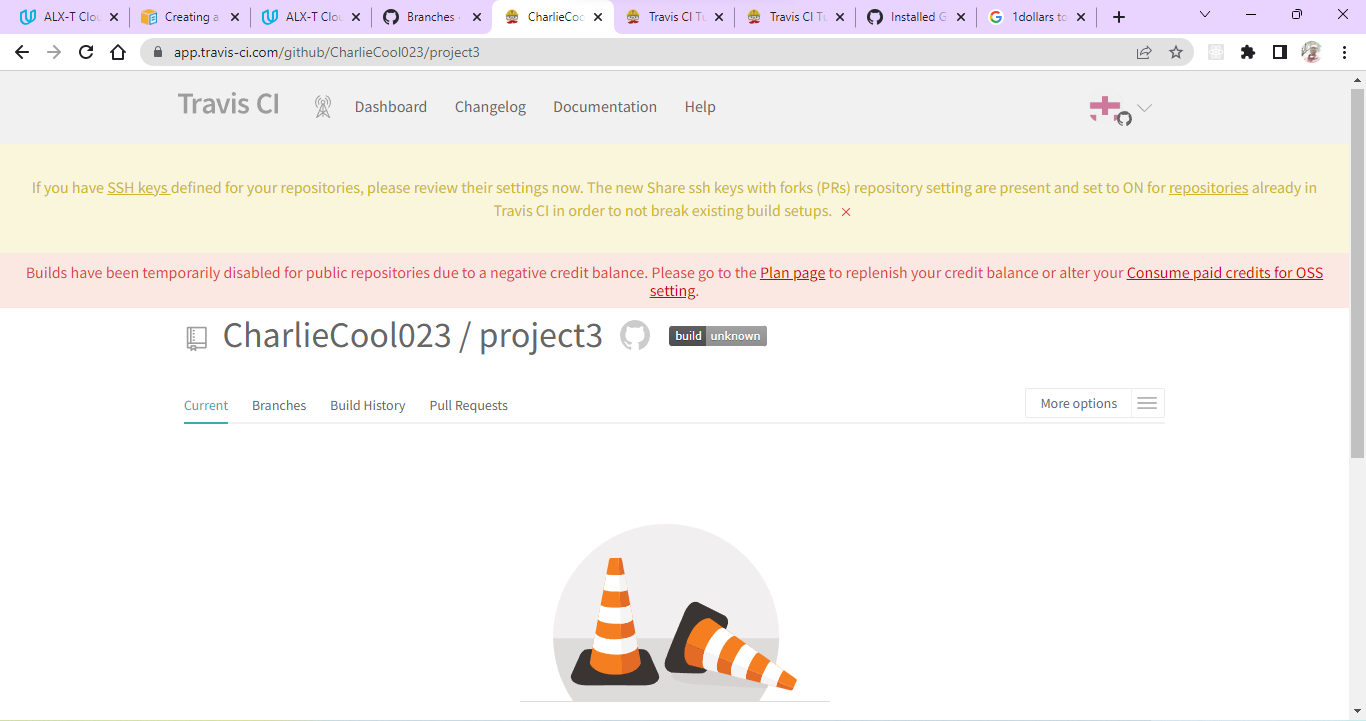 ALX-T Clou
Creating a
ALX-T Clou
Branches ·
CharlieCoo
Travis CI Tu
Travis CI Tu
Installed G
1dollars to
app.travis-ci.com/github/CharlieCool023/project3
Travis CI
Dashboard
Changelog
Documentation
Help
If you have SSH keys defined for your repositories, please review their settings now. The new Share ssh keys with forks (PRs) repository setting are present and set to ON for repositories already in
Travis CI in order to not break existing build setups.
Builds have been temporarily disabled for public repositories due to a negative credit balance. Please go to the Plan page to replenish your credit balance or alter your Consume paid credits for OSS
setting.
CharlieCool023 / project3
build unknown
Current
Branches
Build History
Pull Requests
More options